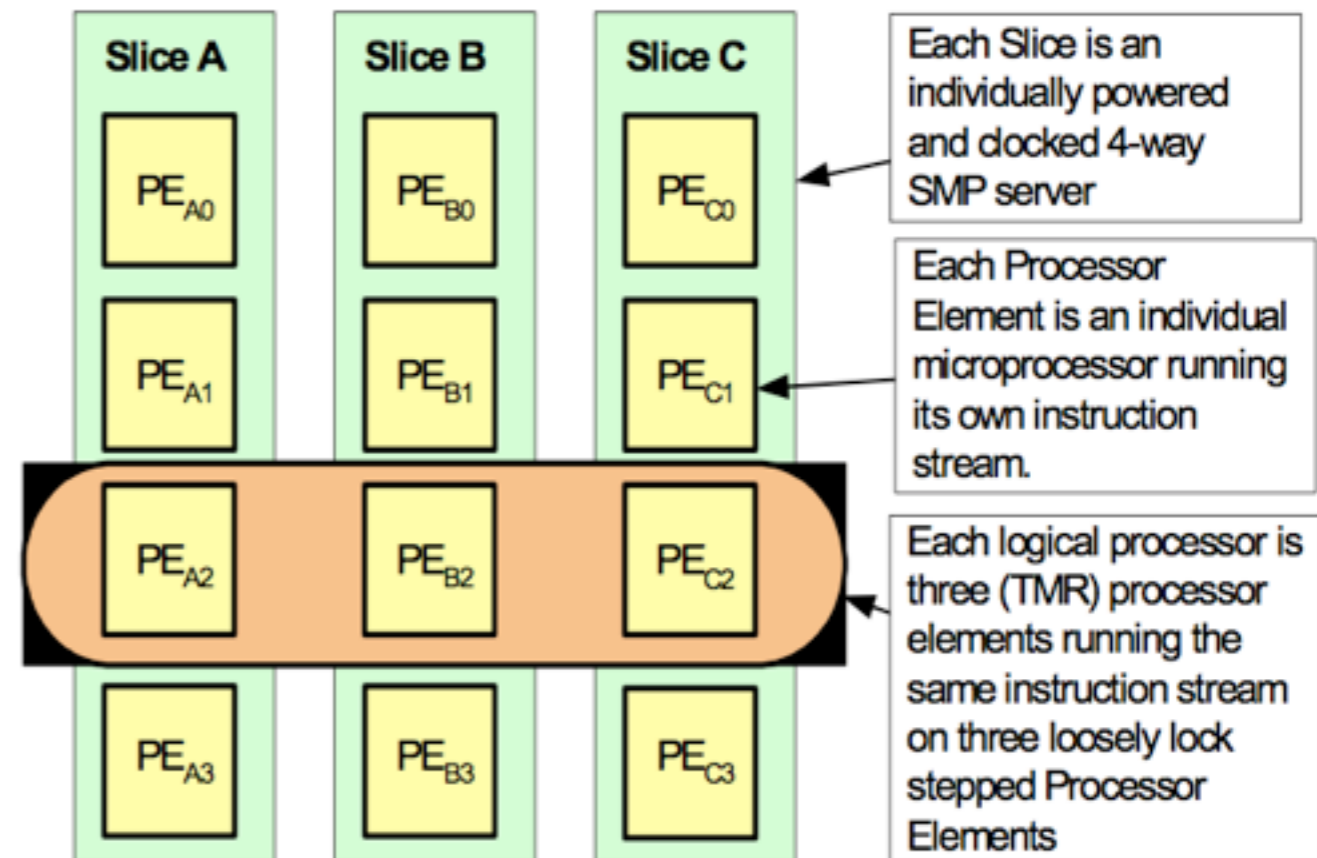 Slice A
Slice B
Slice C
PEA0
PEB0
PEC0
PEA1
PEB1
PEC1
PEA2
PEB2
PEC2
PEA3
PEB3
PEC3
Each Slice is an
individually powered
and clocked 4-way
SMP server
Each Processor
Element is an individual
microprocessor running
its own instruction
stream.
Each logical processor is
three (TMR) processor
elements running the
same instruction stream
on three loosely lock
stepped Processor
Elements